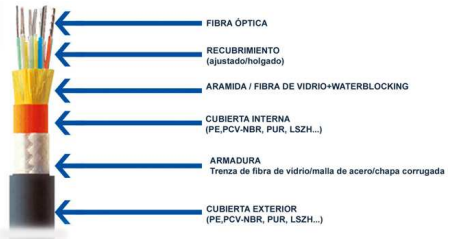 FIBRA ÓPTICA
RECUBRIMIENTO
(ajustado/holgado)
ARAMIDA / FIBRA DE VIDRIO+WATERBLOCKING
CUBIERTA INTERNA
(PE,PCV-NBR, PUR, LSZH...)
ARMADURA
Trenza de fibra de vidrio/malla de acero/chapa corrugada
CUBIERTA EXTERIOR
(PE,PCV-NBR, PUR, LSZH...)